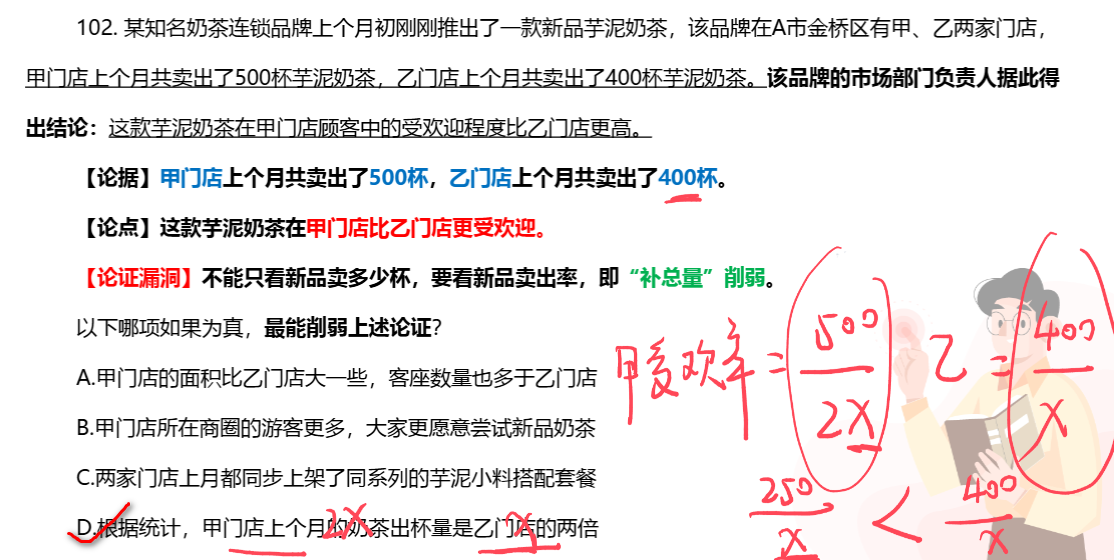 102. 某知名奶茶连锁品牌上个月初刚刚推出了一款新品芋泥奶茶，该品牌在A市金桥区有甲、乙两家门店，
甲门店上个月共卖出了500杯芋泥奶茶，乙门店上个月共卖出了400杯芋泥奶茶。该品牌的市场部门负责人据此得
出结论：这款芋泥奶茶在甲门店顾客中的受欢迎程度比乙门店更高。
【论据】甲门店上个月共卖出了500杯，乙门店上个月共卖出了400杯。
【论点】这款芋泥奶茶在甲门店比乙门店更受欢迎。
【论证漏洞】不能只看新品卖多少杯，要看新品卖出率，即“补总量”削弱。
以下哪项如果为真，最能削弱上述论证？
A.甲门店的面积比乙门店大一些，客座数量也多于乙门店
B.甲门店所在商圈的游客更多，大家更愿意尝试新品奶茶
C.两家门店上月都同步上架了同系列的芋泥小料搭配套餐
D.根据统计，甲门店上个月的奶茶出杯量是乙门店的两倍
甲受欢率 = 500/2X 乙 = 400/X
250/X < 400/X
2X X